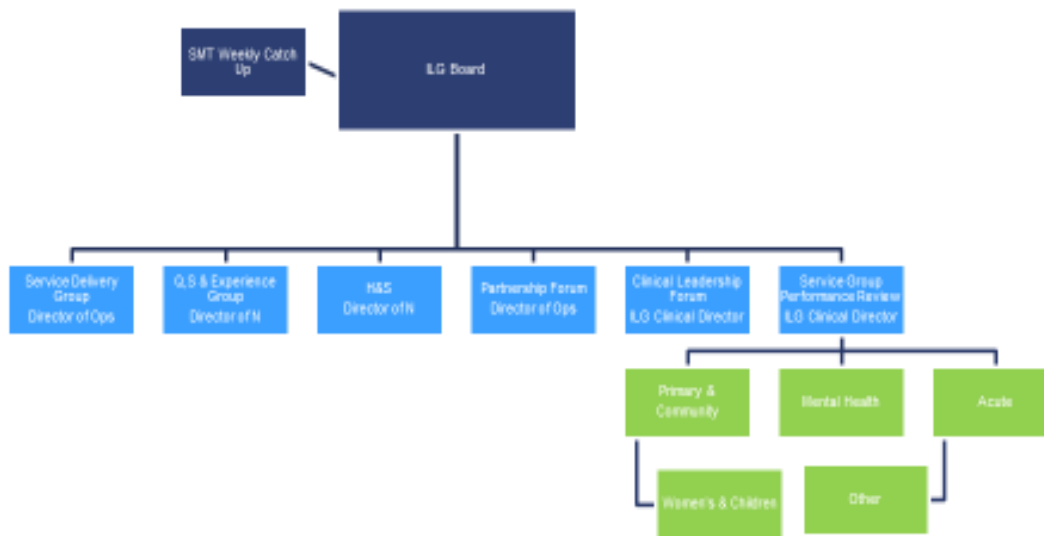 SMT Weekly Catch
Up
ILG Board
Service Delivery
Group
Director of Ops
Q,S & Experience
Group
Director of N
H&S
Director of N
Partnership Forum
Director of Ops
Clinical Leadership
Forum
ILG Clinical Director
Service Group
Performance Review
ILG Clinical Director
Primary &
Community
Mental Health
Acute
Women's & Children
Other